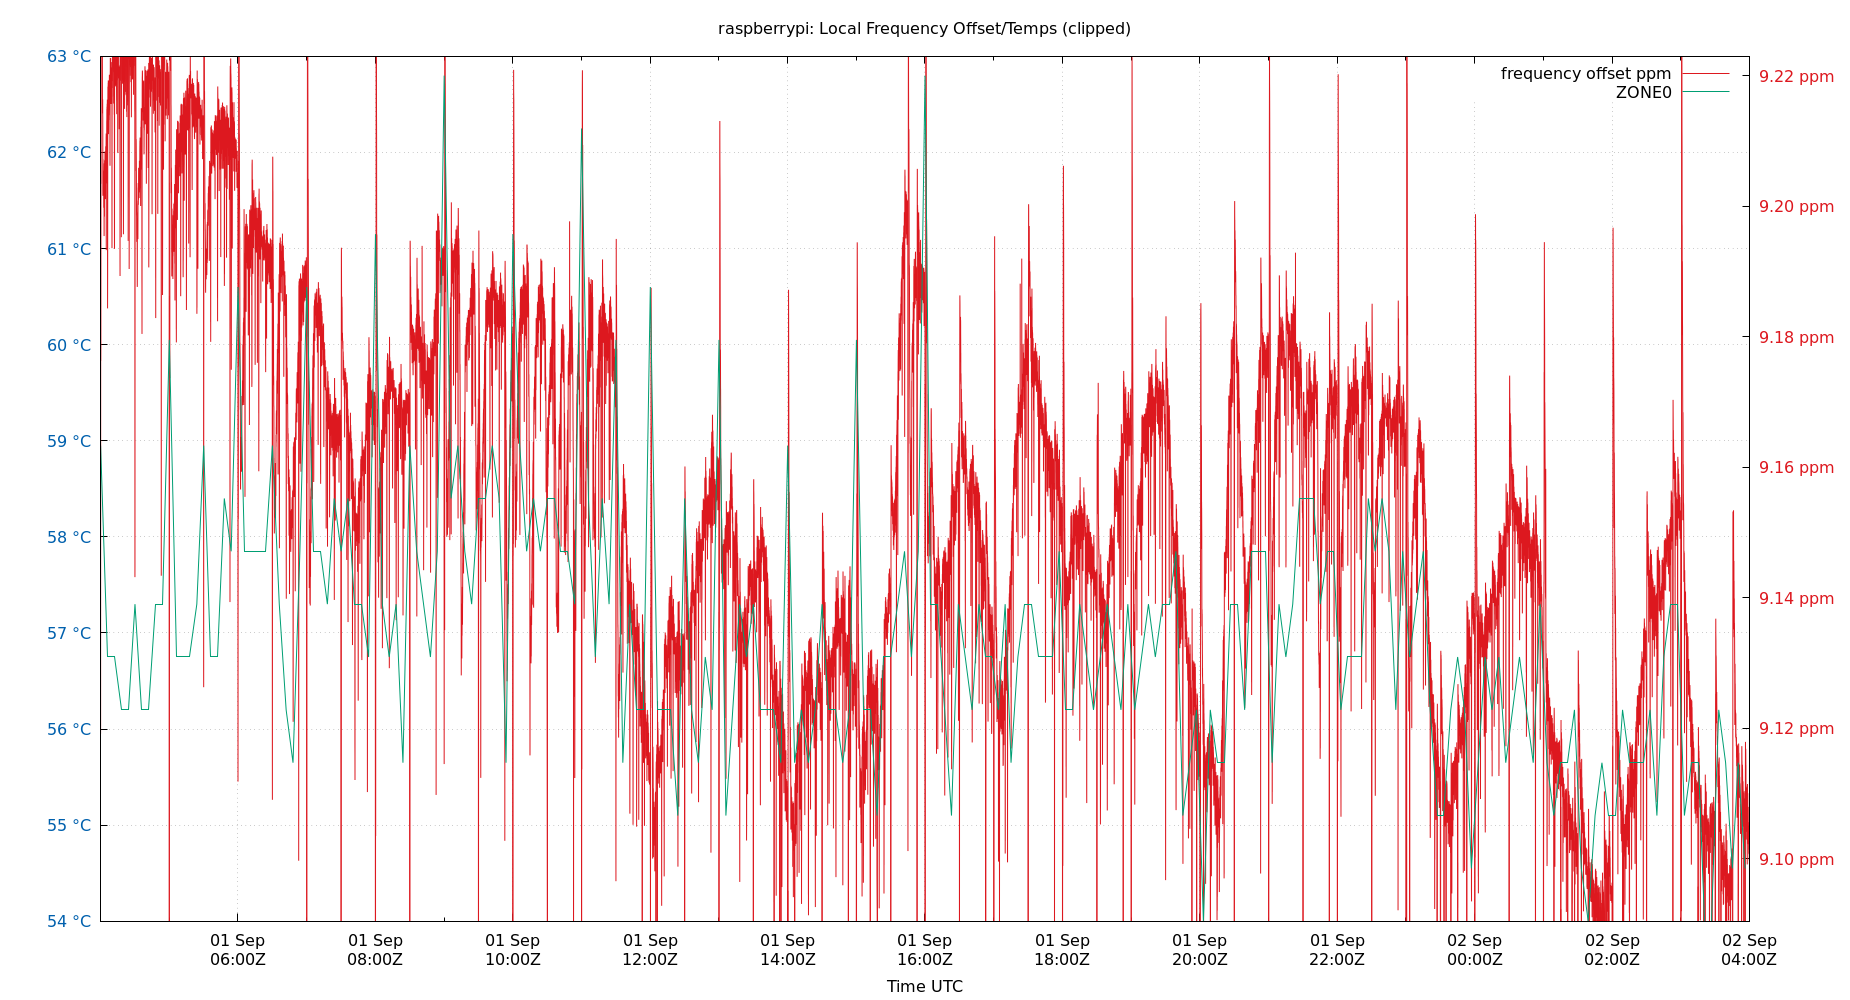 raspberrypi: Local Frequency Offset/Temps (clipped)
63 °C
62 °C
61 °C
60 °C
59 °C
58 °C
57 °C
56 °C
55 °C
54 °C
frequency offset ppm
ZONE0
9.22 ppm
9.20 ppm
9.18 ppm
9.16 ppm
9.14 ppm
9.12 ppm
9.10 ppm
01 Sep 01 Sep 01 Sep 01 Sep 01 Sep 01 Sep 01 Sep 01 Sep 01 Sep 02 Sep 02 Sep 02 Sep
06:00Z 08:00Z 10:00Z 12:00Z 14:00Z 16:00Z 18:00Z 20:00Z 22:00Z 00:00Z 02:00Z 04:00Z
Time UTC